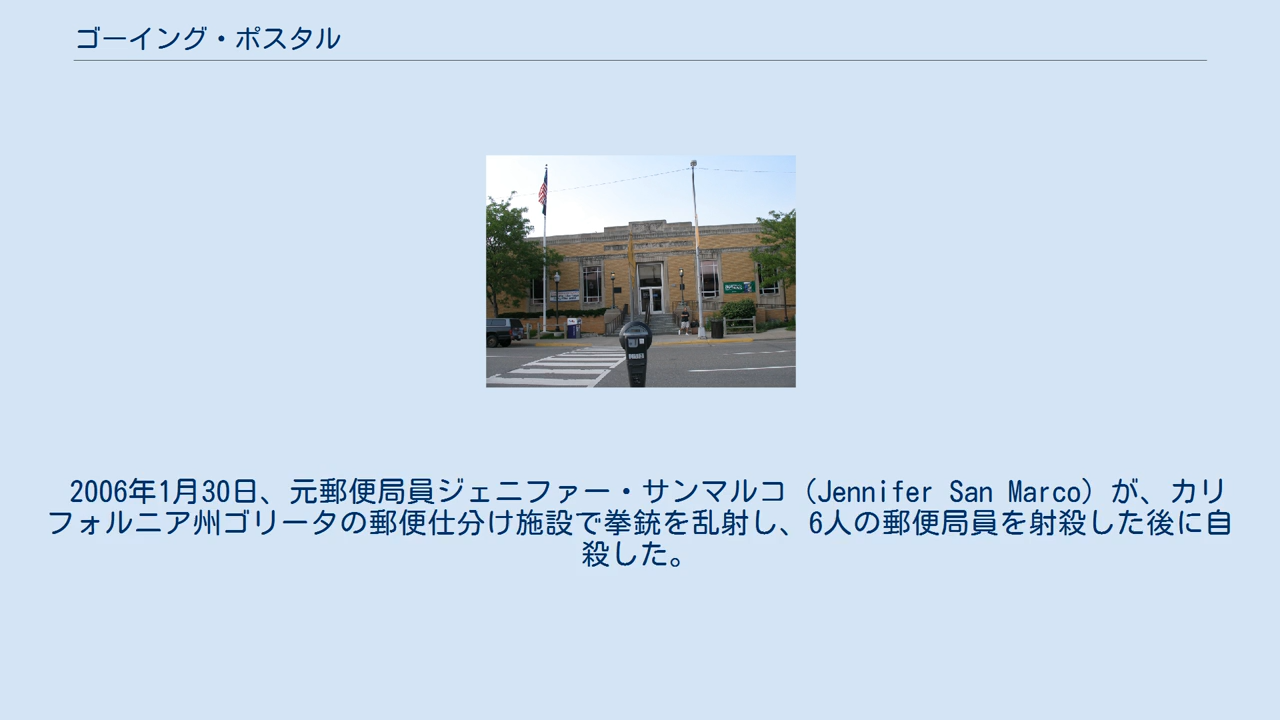 ゴーイング・ポスタル
2006年1月30日、元郵便局員ジェニファー・サンマルコ（Jennifer San Marco）が、カリ
フォルニア州ゴリータの郵便仕分け施設で拳銃を乱射し、6人の郵便局員を射殺した後に自
殺した。